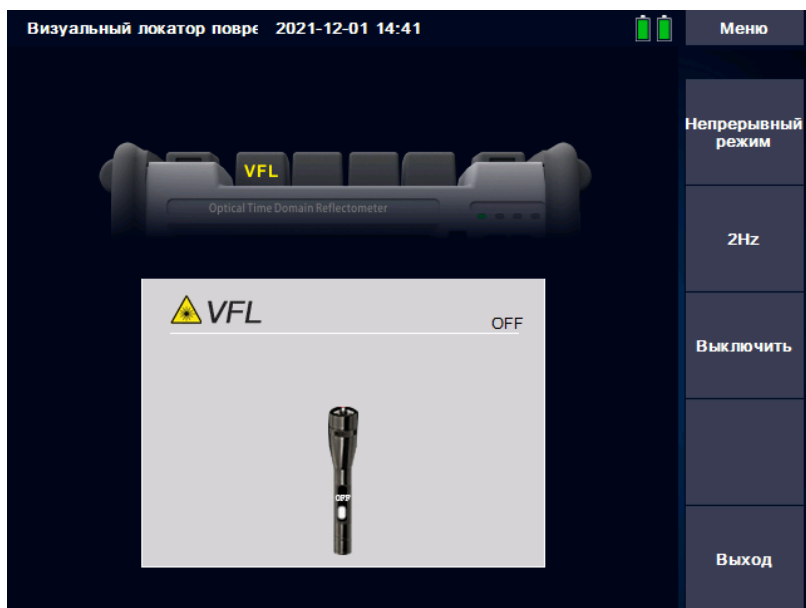 Визуальный локатор повре 2021-12-01 14:41
Меню
Непрерывный
режим
VFL
Optical Time Domain Reflectometer
2Hz
VFL
OFF
Выключить
OFF
Выход